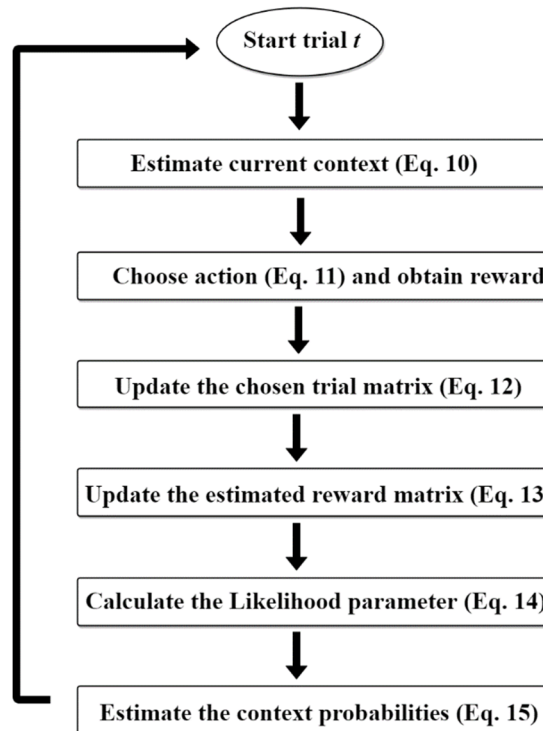 Start trial t
Estimate current context (Eq. 10)
Choose action (Eq. 11) and obtain reward
Update the chosen trial matrix (Eq. 12)
Update the estimated reward matrix (Eq. 13
Calculate the Likelihood parameter (Eq. 14)
Estimate the context probabilities (Eq. 15)